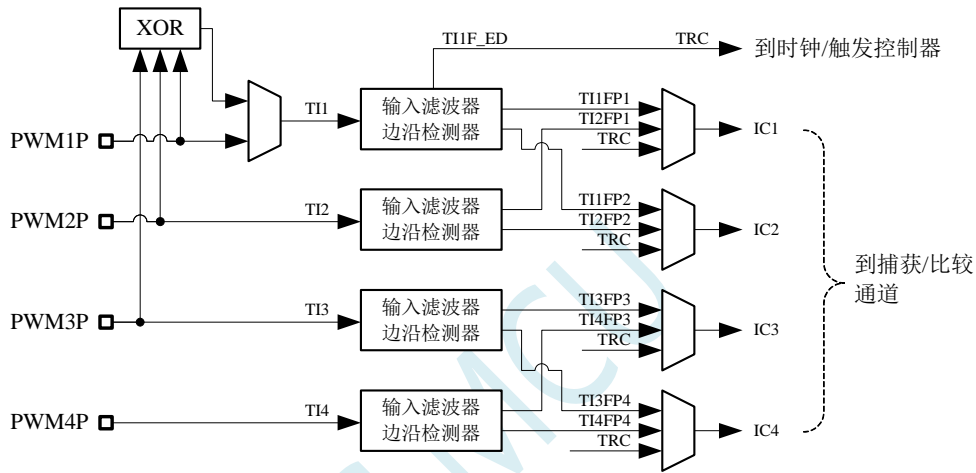 XOR
TI1F_ED
TRC
到时钟/触发控制器
PWM1P
TI1
输入滤波器
边沿检测器
TI1FP1
TI2FP1
TRC
IC1
PWM2P
TI2
输入滤波器
边沿检测器
TI1FP2
TI2FP2
TRC
IC2
到捕获/比较
通道
PWM3P
TI3
输入滤波器
边沿检测器
TI3FP3
TI4FP3
TRC
IC3
PWM4P
TI4
输入滤波器
边沿检测器
TI3FP4
TI4FP4
TRC
IC4
MCU